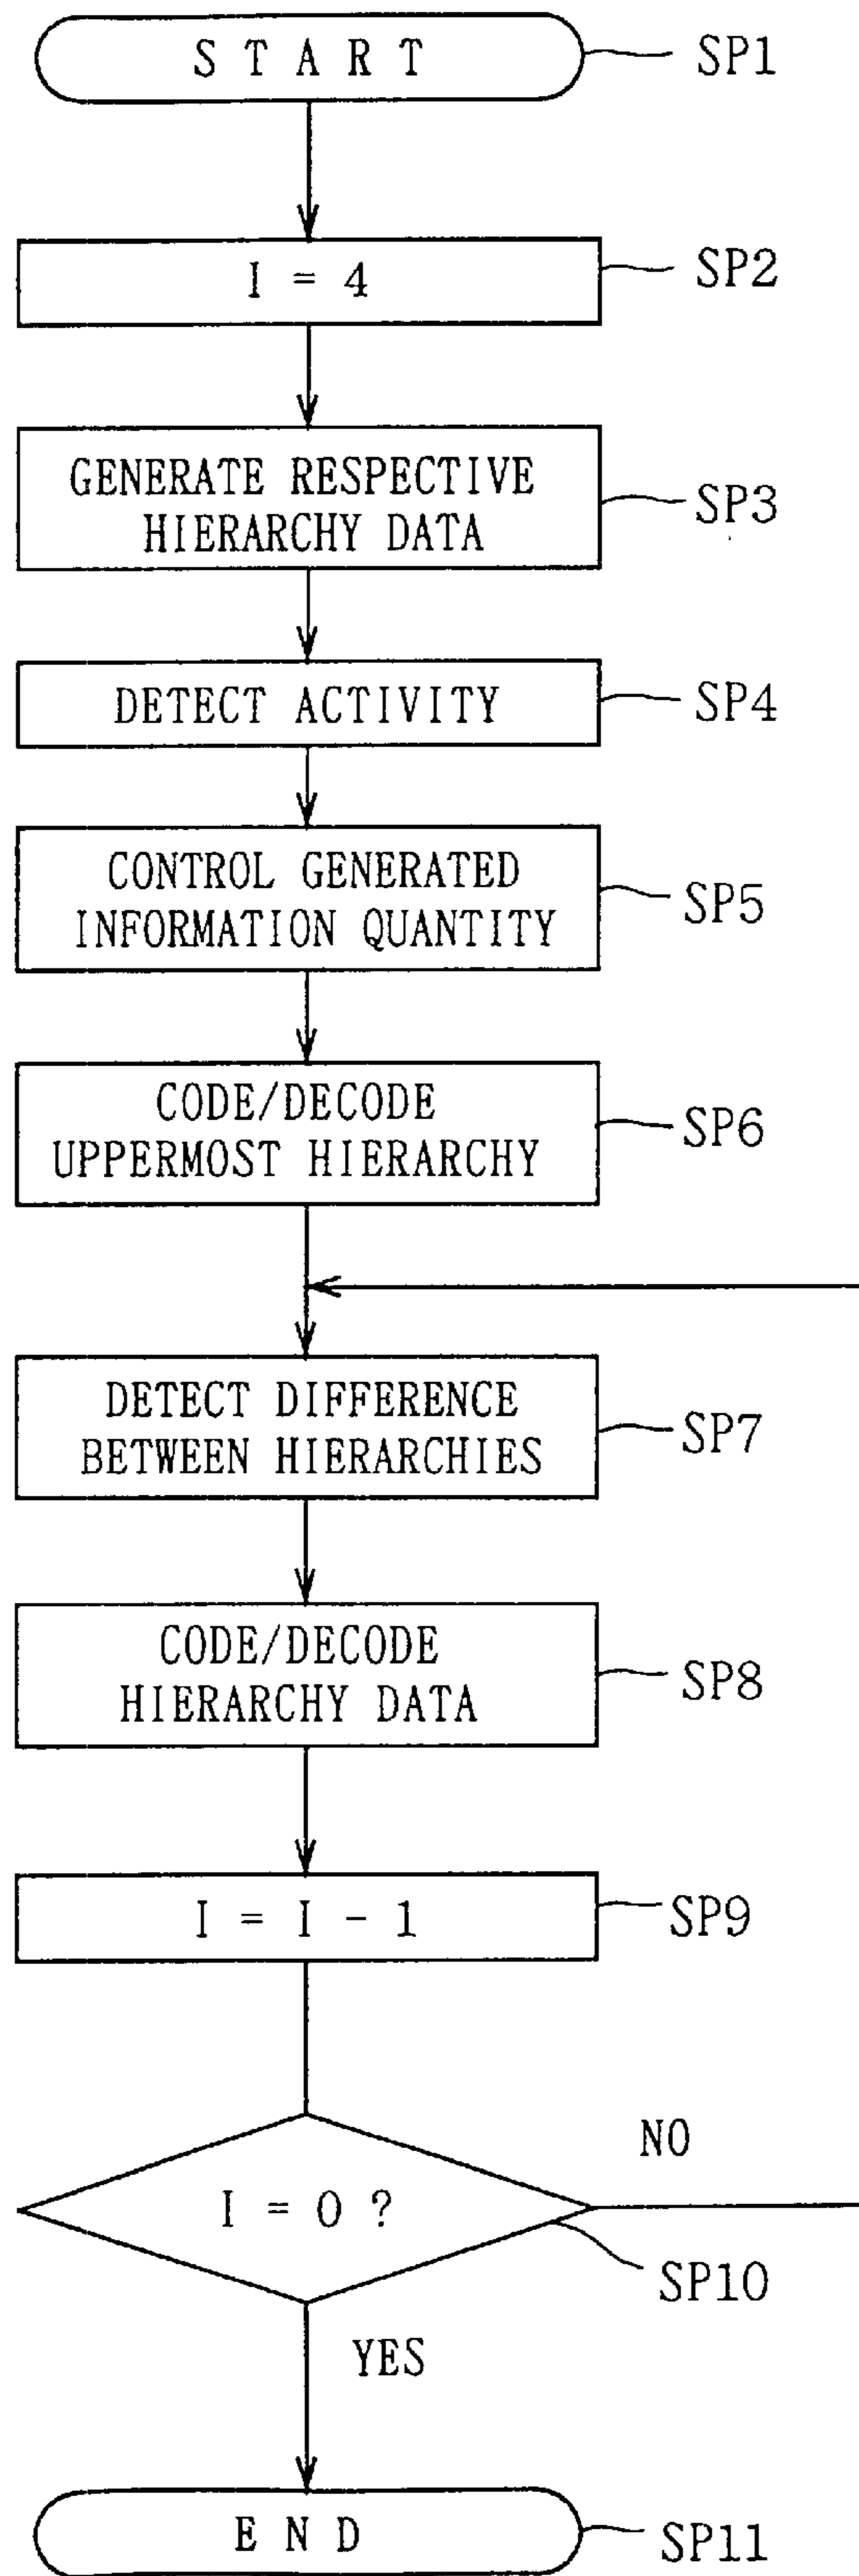 START
SP1
I = 4
SP2
GENERATE RESPECTIVE
HIERARCHY DATA
SP3
DETECT ACTIVITY
SP4
CONTROL GENERATED
INFORMATION QUANTITY
SP5
CODE/DECODE
UPPERMOST HIERARCHY
SP6
DETECT DIFFERENCE
BETWEEN HIERARCHIES
SP7
CODE/DECODE
HIERARCHY DATA
SP8
I = I - 1
SP9
NO
I = 0 ?
SP10
YES
END
SP11